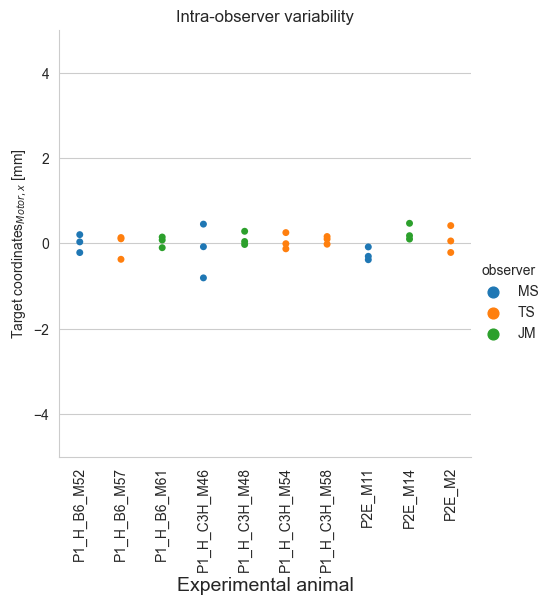 Intra-observer variability
Target coordinates_{Motor, x} [mm]
4
2
0
−2
−4
P1_H_B6_M52
P1_H_B6_M57
P1_H_B6_M61
P1_H_C3H_M46
P1_H_C3H_M48
P1_H_C3H_M54
P1_H_C3H_M58
P2E_M11
P2E_M14
P2E_M2
Experimental animal
observer
MS
TS
JM